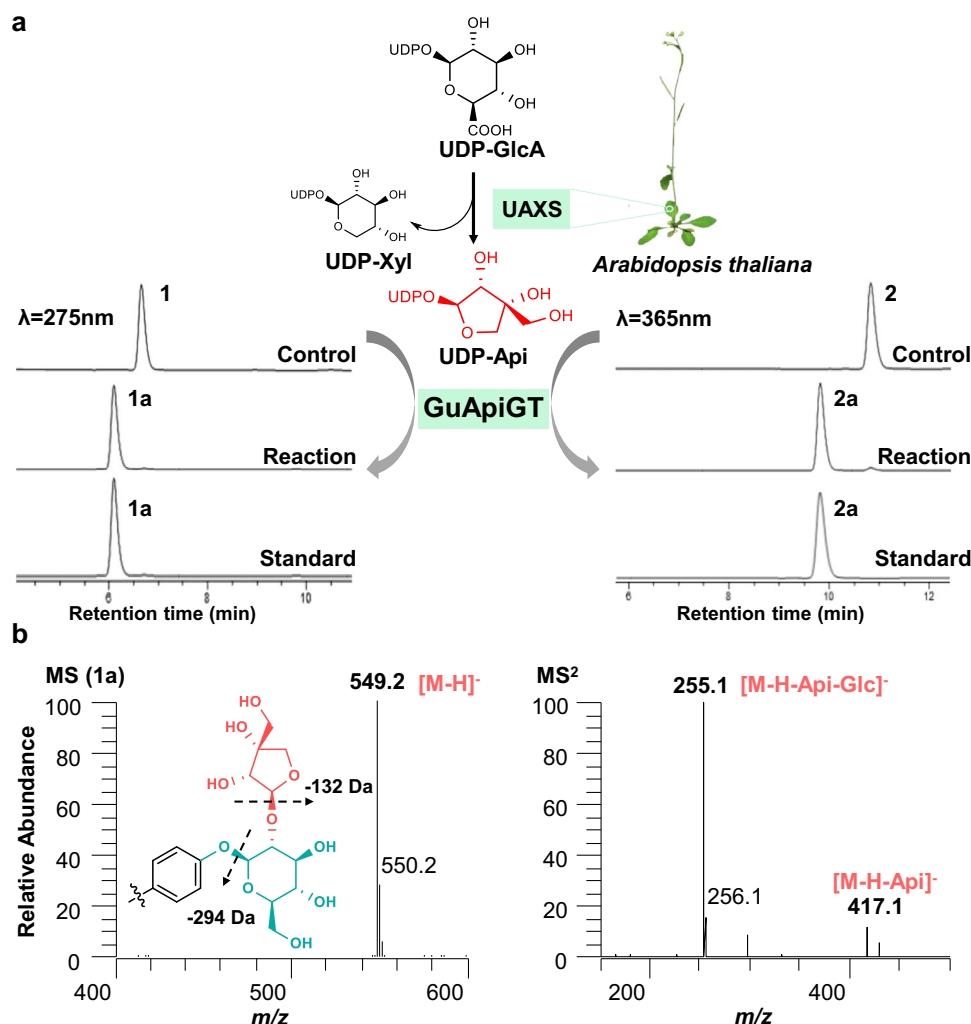 a
OH
UDPO
OH
O
OH
COOH
UDP-GlcA
OH
UDPO
OH
O
OH
UDP-Xyl
UAXS
Arabidopsis thaliana
OH
UDPO
OH
OH
O
UDP-Api
GuApiGT
λ=275nm
1
Control
1a
Reaction
1a
Standard
6
8
10
Retention time (min)
λ=365nm
2
Control
2a
Reaction
2a
Standard
6
8
10
12
Retention time (min)
b
MS (1a)
549.2 [M-H]-
550.2
HO
HO
HO
O
-132 Da
O
O
OH
O
OH
OH
-294 Da
Relative Abundance
100
80
60
40
20
0
400
500
600
m/z
MS²
255.1 [M-H-Api-Glc]-
256.1
[M-H-Api]-
417.1
100
80
60
40
20
0
200
400
m/z